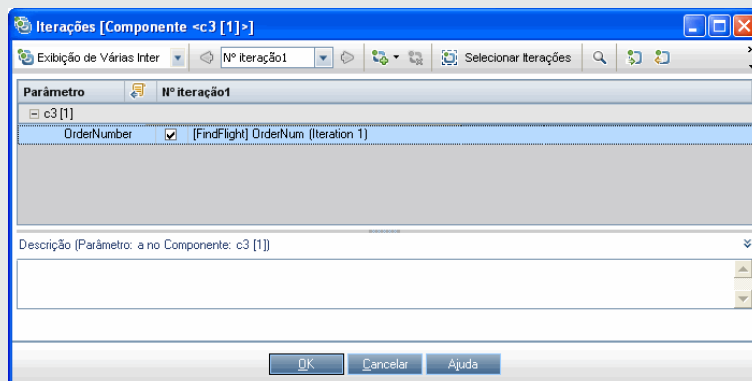 Iterações [Componente <c3 [1]>]
Exibição de Várias Inter Nº iteração1 Selecionar Iterações
Parâmetro Nº iteração1
c3 [1]
OrderNumber [FindFlight] OrderNum (Iteration 1)
Descrição (Parâmetro: a no Componente: c3 [1])
OK Cancelar Ajuda